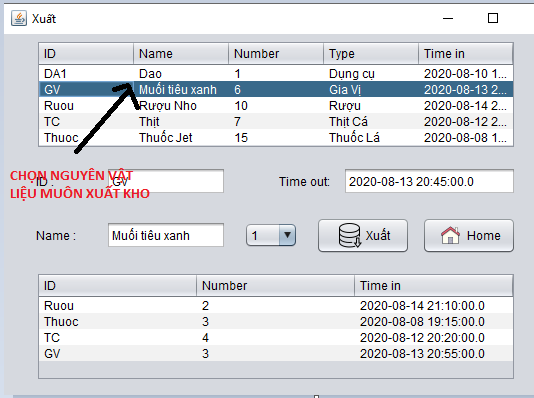 Xuất
ID Name Number Type Time in
DA1 Dao 1 Dụng cụ 2020-08-10 1...
GV Muối tiêu xanh 6 Gia Vị 2020-08-13 2...
Ruou Rượu Nho 10 Rượu 2020-08-14 2...
TC Thịt 7 Thịt Cá 2020-08-12 2...
Thuoc Thuốc Jet 15 Thuốc Lá 2020-08-08 1...
CHỌN NGUYÊN VẬT
ID : GV Time out: 2020-08-13 20:45:00.0
LIỆU MUỐN XUẤT KHO
Name : Muối tiêu xanh 1 Xuất Home
ID Number Time in
Ruou 2 2020-08-14 21:10:00.0
Thuoc 3 2020-08-08 19:15:00.0
TC 4 2020-08-12 20:20:00.0
GV 3 2020-08-13 20:55:00.0